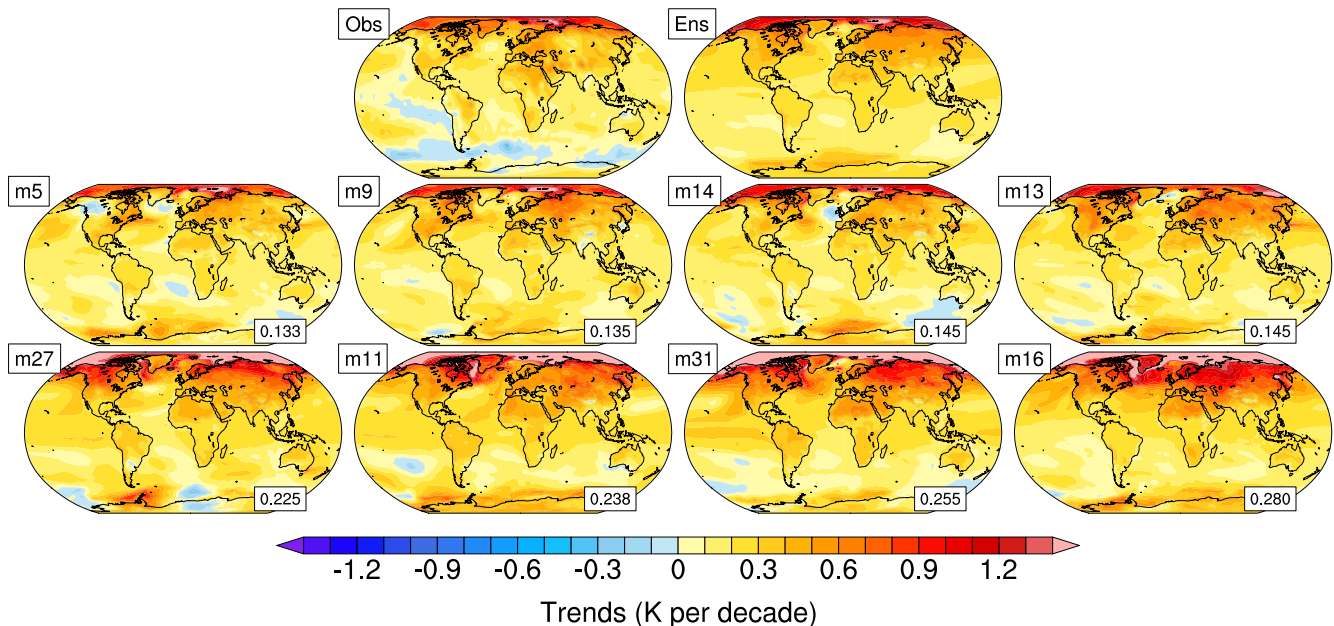 Obs
Ens
m5
m9
m14
m13
0.133
0.135
0.145
0.145
m27
m11
m31
m16
0.225
0.238
0.255
0.280
-1.2 -0.9 -0.6 -0.3 0 0.3 0.6 0.9 1.2
Trends (K per decade)